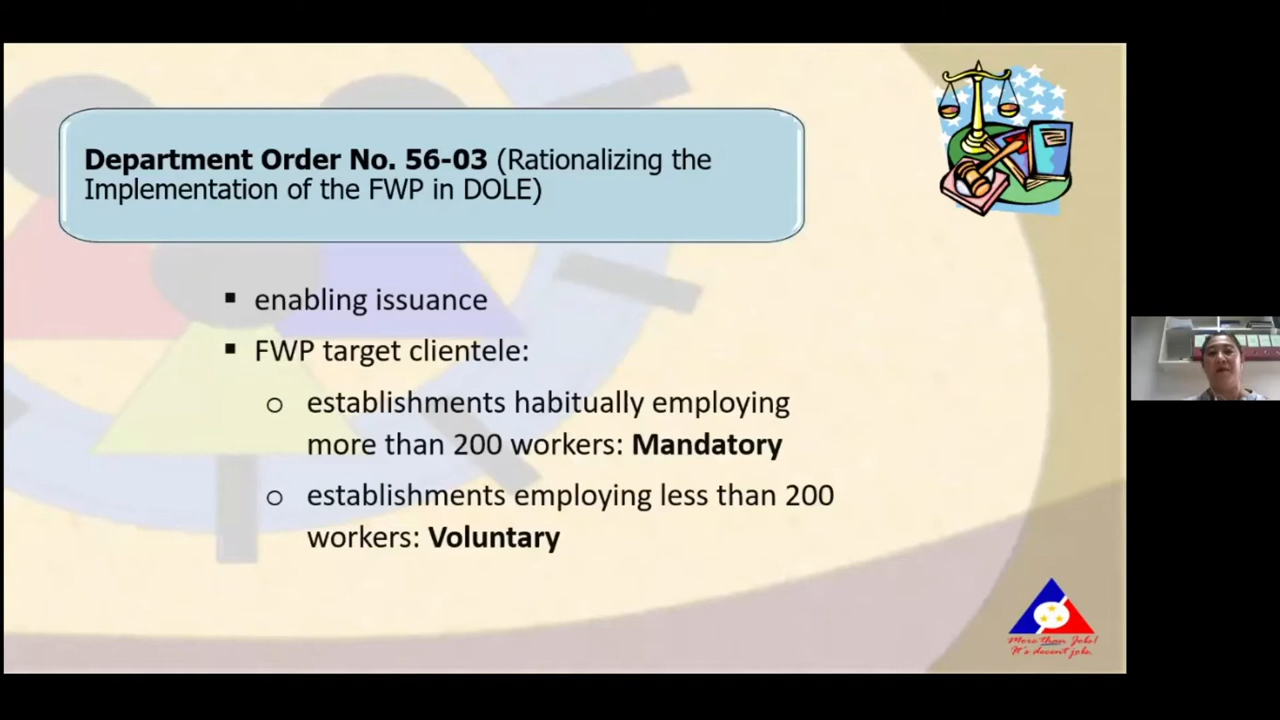 Department Order No. 56-03 (Rationalizing the
Implementation of the FWP in DOLE)
▪ enabling issuance
▪ FWP target clientele:
o establishments habitually employing
more than 200 workers: Mandatory
o establishments employing less than 200
workers: Voluntary
More than Jobs!
It's decent jobs.